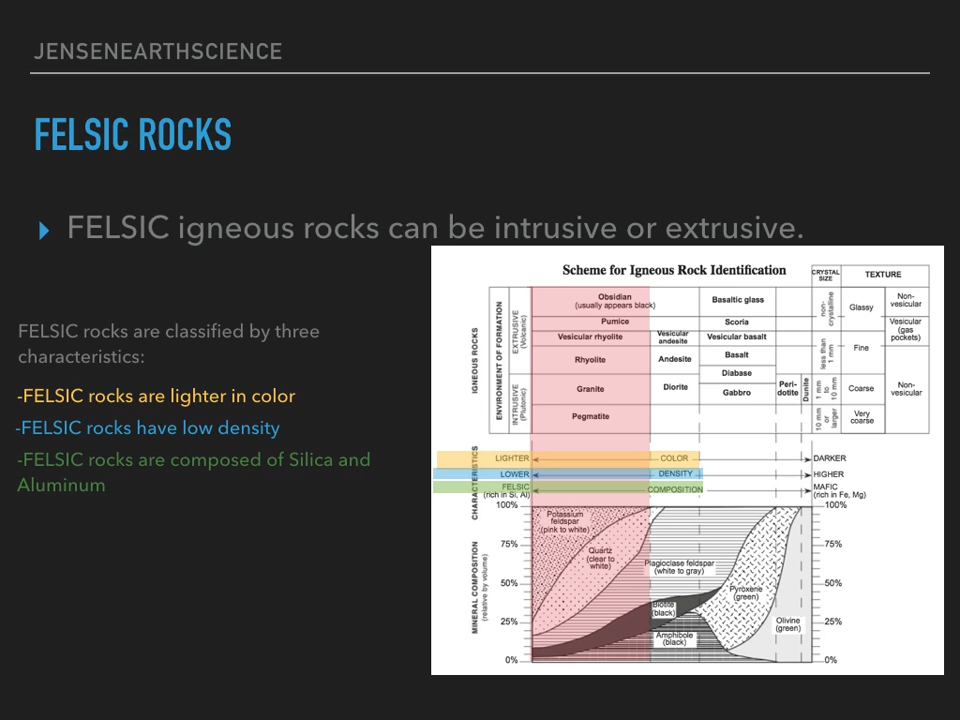 JENSENEARTHSCIENCE
FELSIC ROCKS
FELSIC igneous rocks can be intrusive or extrusive.
FELSIC rocks are classified by three
characteristics:
-FELSIC rocks are lighter in color
-FELSIC rocks have low density
-FELSIC rocks are composed of Silica and
Aluminum
Scheme for Igneous Rock Identification
CRYSTAL
SIZE
TEXTURE
IGNEOUS ROCKS
ENVIRONMENT OF FORMATION
EXTRUSIVE
(Volcanic)
INTRUSIVE
(Plutonic)
Obsidian
(usually appears black)
Basaltic glass
Pumice
Scoria
Vesicular rhyolite
Vesicular
andesite
Vesicular basalt
Rhyolite
Andesite
Basalt
Diabase
Granite
Diorite
Gabbro
Peri-
dotite
Dunite
Pegmatite
non-
crystalline
less than
1 mm
1 mm
to
10 mm
10 mm
or
larger
Glassy
Fine
Coarse
Very
coarse
Non-
vesicular
Vesicular
(gas
pockets)
Non-
vesicular
CHARACTERISTICS
LIGHTER
COLOR
DARKER
LOWER
DENSITY
HIGHER
FELSIC
(rich in Si, Al)
COMPOSITION
MAFIC
(rich in Fe, Mg)
MINERAL COMPOSITION
(relative by volume)
100%
75%
50%
25%
0%
Potassium
feldspar
(pink to white)
Quartz
(clear to
white)
Plagioclase feldspar
(white to gray)
Biotite
(black)
Amphibole
(black)
Pyroxene
(green)
Olivine
(green)
100%
75%
50%
25%
0%